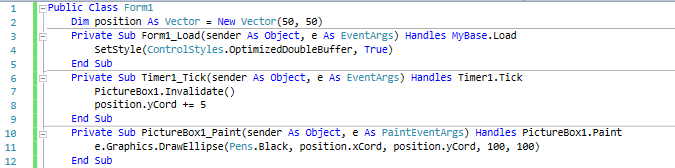 1 Public Class Form1
2 Dim position As Vector = New Vector(50, 50)
3 Private Sub Form1_Load(sender As Object, e As EventArgs) Handles MyBase.Load
4 SetStyle(ControlStyles.OptimizedDoubleBuffer, True)
5 End Sub
6 Private Sub Timer1_Tick(sender As Object, e As EventArgs) Handles Timer1.Tick
7 PictureBox1.Invalidate()
8 position.yCord += 5
9 End Sub
10 Private Sub PictureBox1_Paint(sender As Object, e As PaintEventArgs) Handles PictureBox1.Paint
11 e.Graphics.DrawEllipse(Pens.Black, position.xCord, position.yCord, 100, 100)
12 End Sub